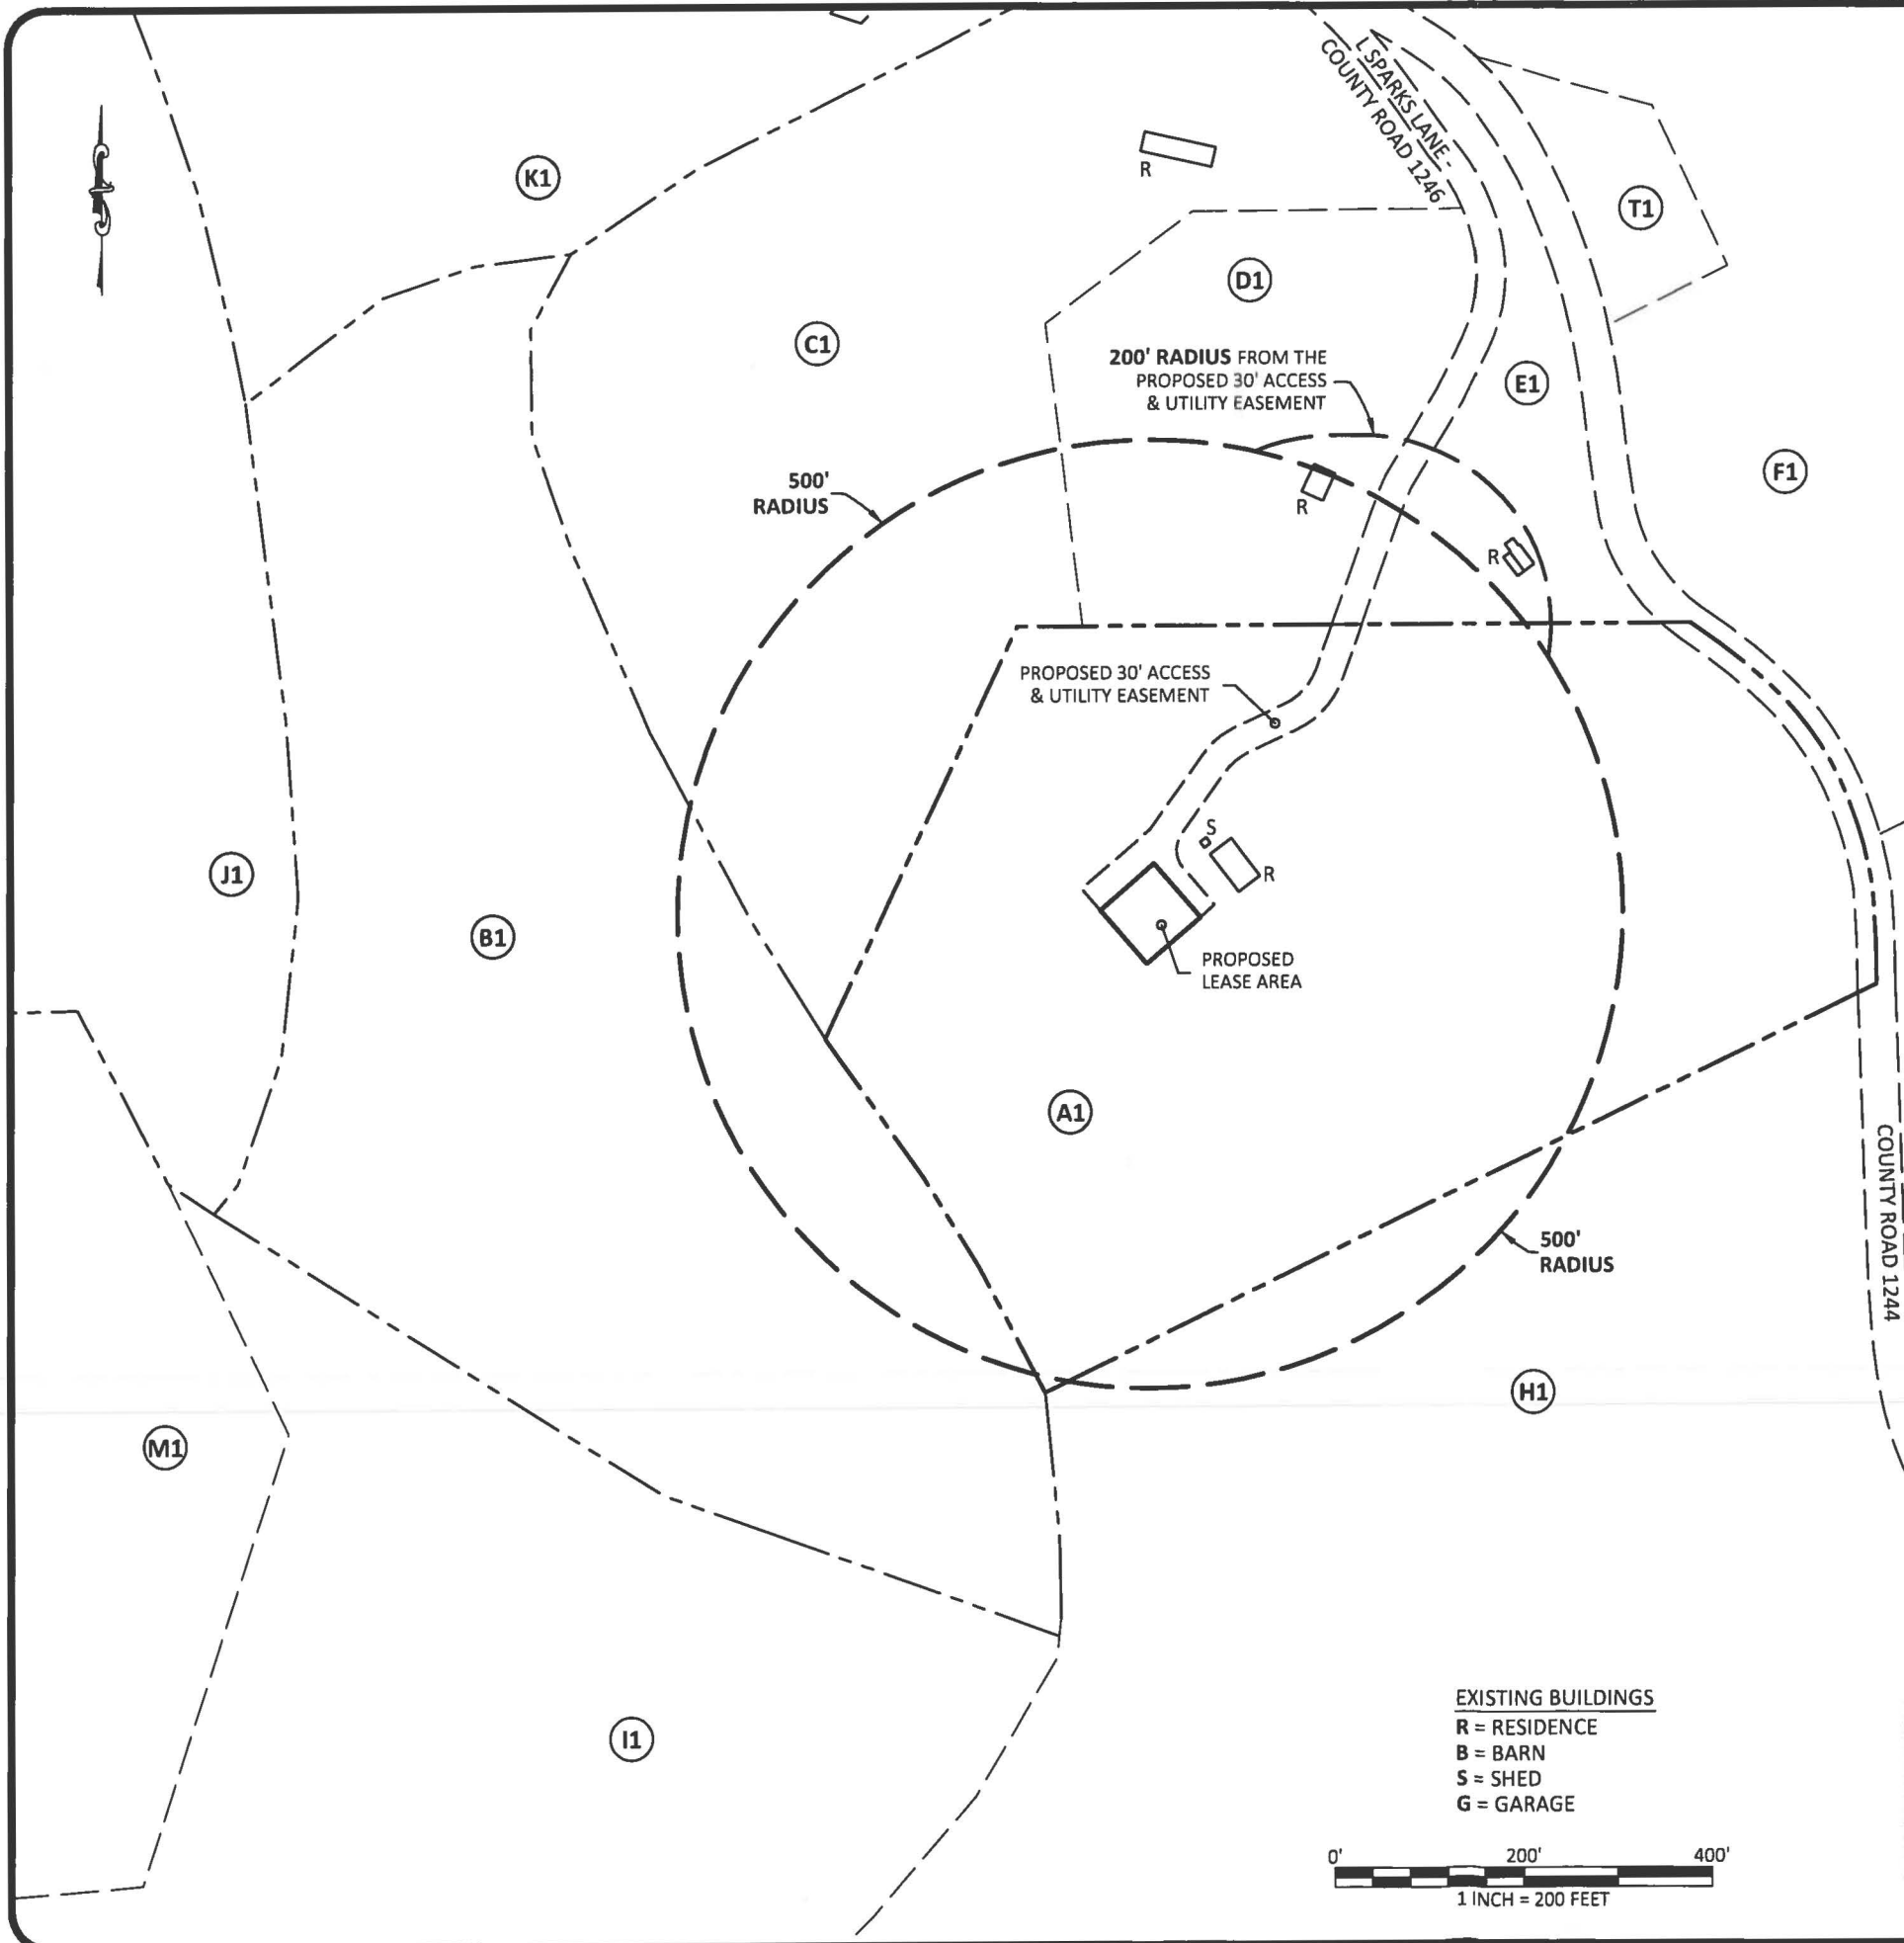 L SPARKS LANE -
COUNTY ROAD 1246
K1
R
T1
D1
C1
200' RADIUS FROM THE
PROPOSED 30' ACCESS
& UTILITY EASEMENT
E1
F1
500'
RADIUS
R
R
PROPOSED 30' ACCESS
& UTILITY EASEMENT
S
R
J1
B1
PROPOSED
LEASE AREA
A1
COUNTY ROAD 1244
500'
RADIUS
H1
M1
I1
EXISTING BUILDINGS
R = RESIDENCE
B = BARN
S = SHED
G = GARAGE
0' 200' 400'
1 INCH = 200 FEET